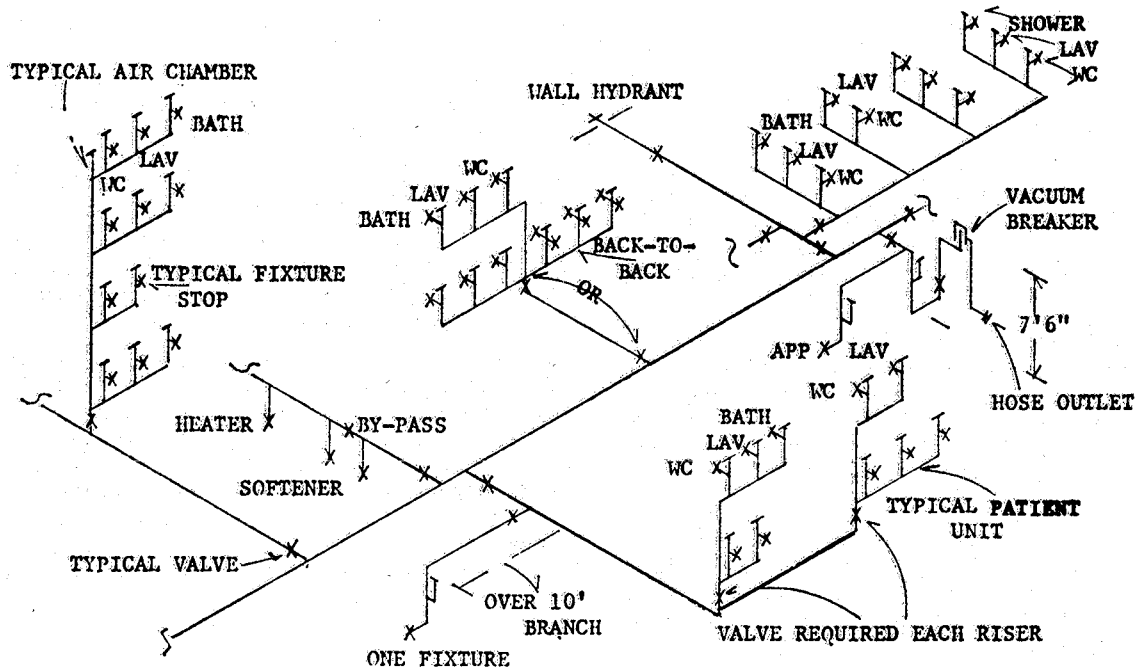 SHOWER
LAV
WC
TYPICAL AIR CHAMBER
WALL HYDRANT
LAV
BATH
WC
LAV
WC
BATH
LAV
WC
WC
LAV
BATH
VACUUM
BREAKER
BACK-TO-
BACK
TYPICAL FIXTURE
STOP
OR
7'6"
APP
LAV
WC
HOSE OUTLET
HEATER
BY-PASS
BATH
LAV
WC
SOFTENER
TYPICAL PATIENT
UNIT
TYPICAL VALVE
OVER 10'
BRANCH
VALVE REQUIRED EACH RISER
ONE FIXTURE